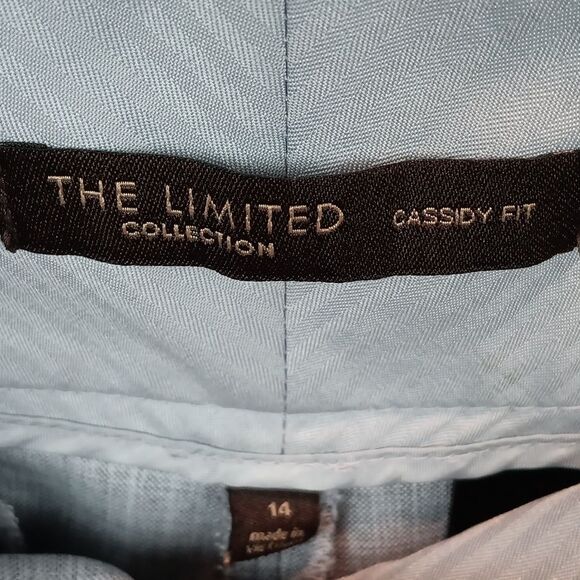 THE LIMITED
COLLECTION
CASSIDY FIT
14
made in